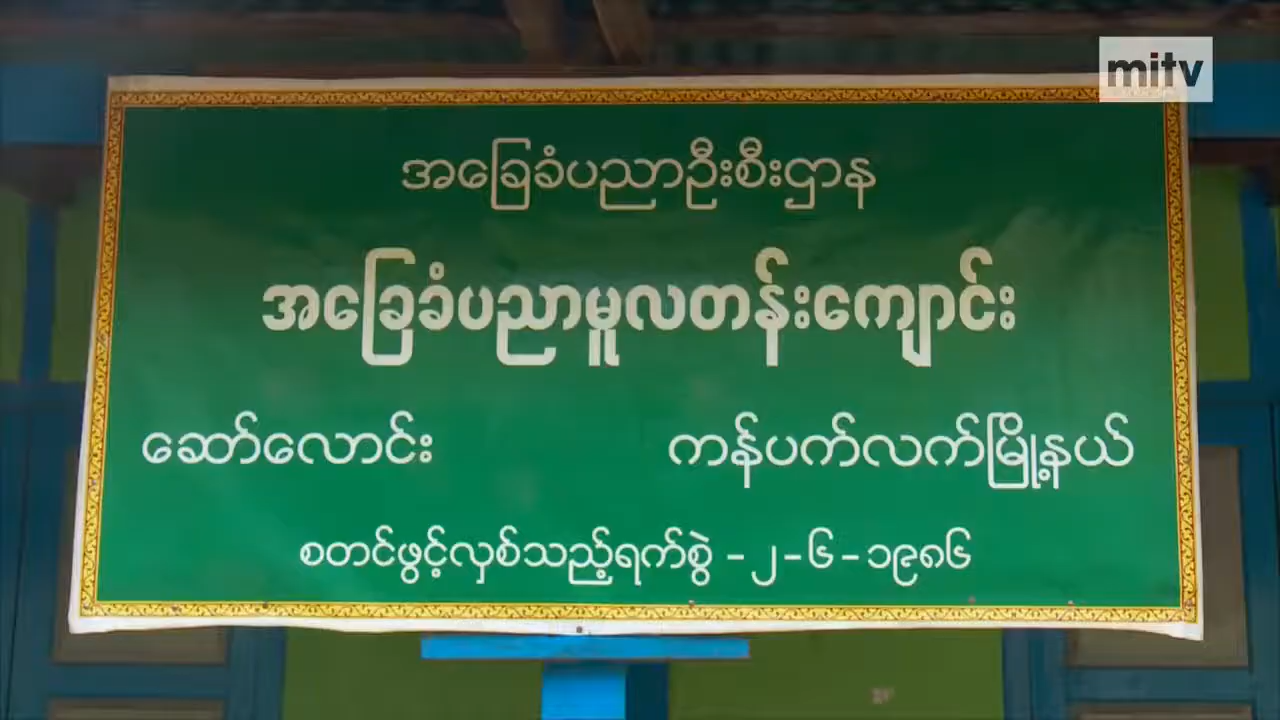 mitv
အခြေခံပညာဦးစီးဌာန
အခြေခံပညာမူလတန်းကျောင်း
ဆော်လောင်း ကန်ပက်လက်မြို့နယ်
စတင်ဖွင့်လှစ်သည့်ရက်စွဲ - ၂ - ၆ - ၁၉၈၆